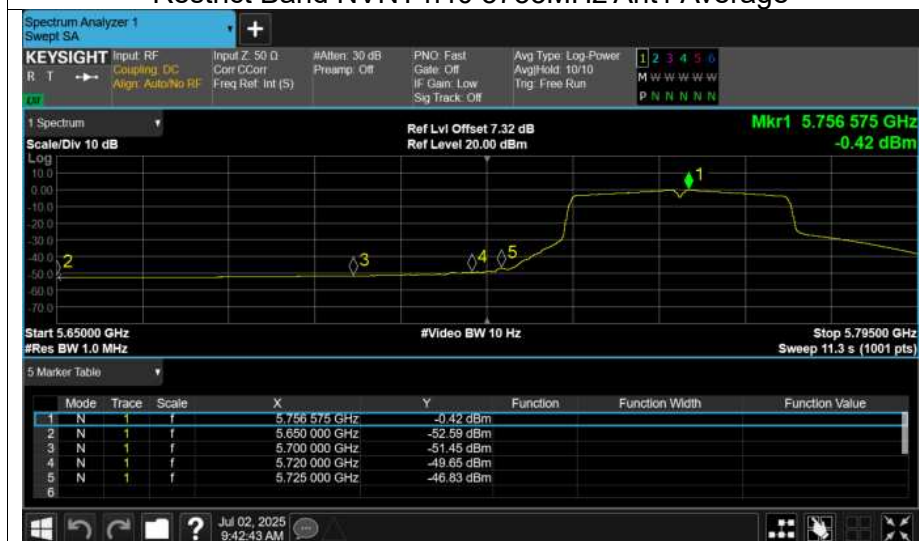 Spectrum Analyzer 1
Swept SA
+
KEYSIGHT
R T
Input: RF
Coupling: DC
Align: Auto/No RF
Input Z: 50 Ω
Corr CCorr
Freq Ref: Int (S)
#Atten: 30 dB
Preamp: Off
PNO: Fast
Gate: Off
IF Gain: Low
Sig Track: Off
Avg Type: Log-Power
Avg|Hold: 10/10
Trig: Free Run
1 2 3 4 5 6
M W W W W W
P N N N N N
1 Spectrum
Scale/Div 10 dB
Ref Lvl Offset 7.32 dB
Ref Level 20.00 dBm
Mkr1 5.756 575 GHz
-0.42 dBm
Log
10.0
0.00
-10.0
-20.0
-30.0
-40.0
-50.0
-60.0
-70.0
1
2
3
4
5
Start 5.65000 GHz
#Video BW 10 Hz
Stop 5.79500 GHz
#Res BW 1.0 MHz
Sweep 11.3 s (1001 pts)
5 Marker Table
Mode Trace Scale X Y Function Function Width Function Value
1 N 1 f 5.756 575 GHz -0.42 dBm
2 N 1 f 5.650 000 GHz -52.59 dBm
3 N 1 f 5.700 000 GHz -51.45 dBm
4 N 1 f 5.720 000 GHz -49.65 dBm
5 N 1 f 5.725 000 GHz -46.83 dBm
6
?
Jul 02, 2025
9:42:43 AM